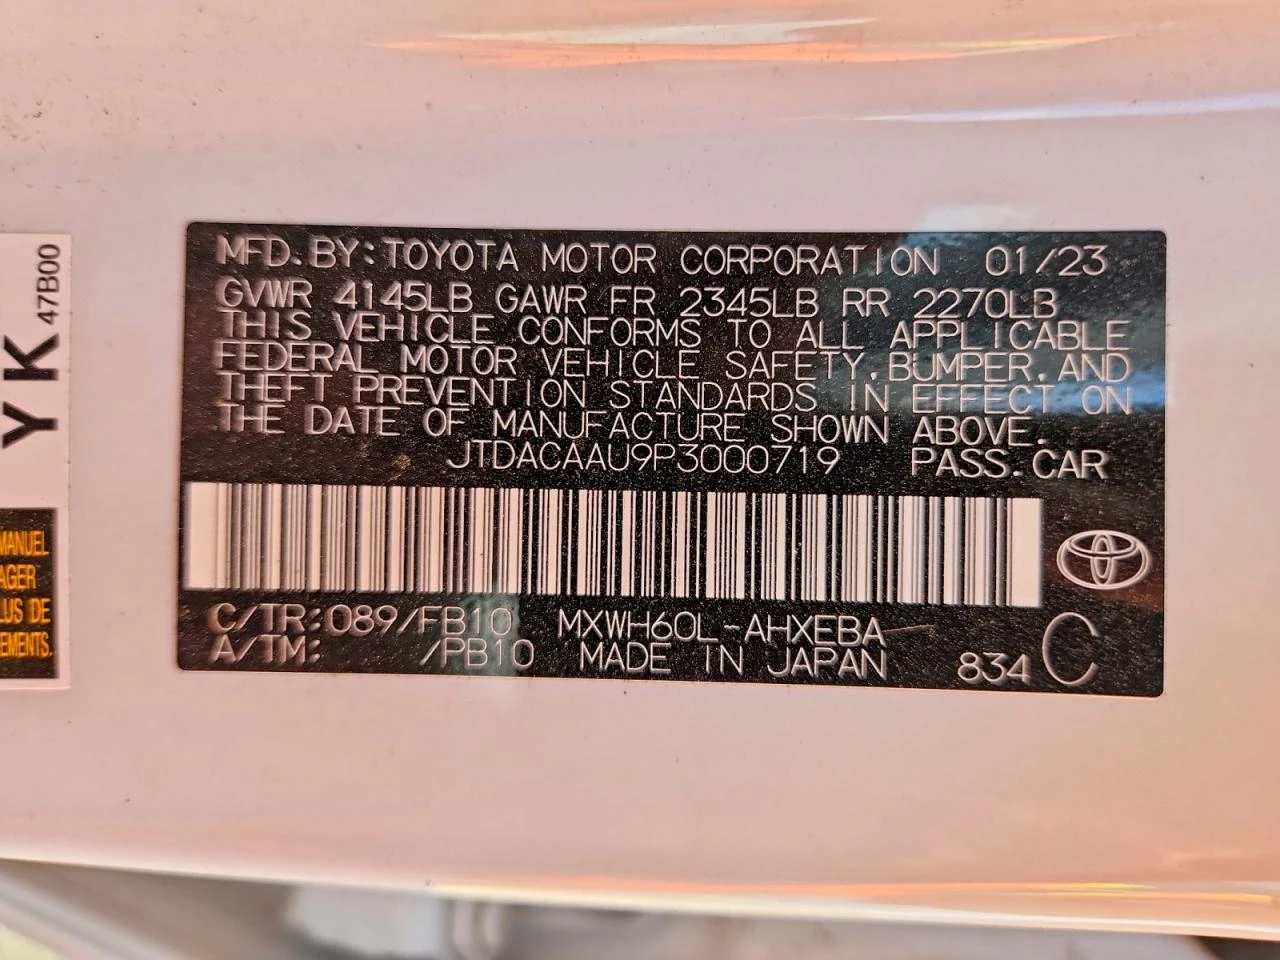 MFD. BY: TOYOTA MOTOR CORPORATION 01/23
GVWR 4145LB GAWR FR 2345LB RR 2270LB
THIS VEHICLE CONFORMS TO ALL APPLICABLE
FEDERAL MOTOR VEHICLE SAFETY, BUMPER, AND
THEFT PREVENTION STANDARDS IN EFFECT ON
THE DATE OF MANUFACTURE SHOWN ABOVE.
JTDACAAU9P3000719 PASS. CAR
C/TR: 089/FB10 MXWH60L-AHXEBA
A/TM: /PB10 MADE IN JAPAN 834 C
YK 47B00
MANUEL
AGER
LUS DE
EMENTS.